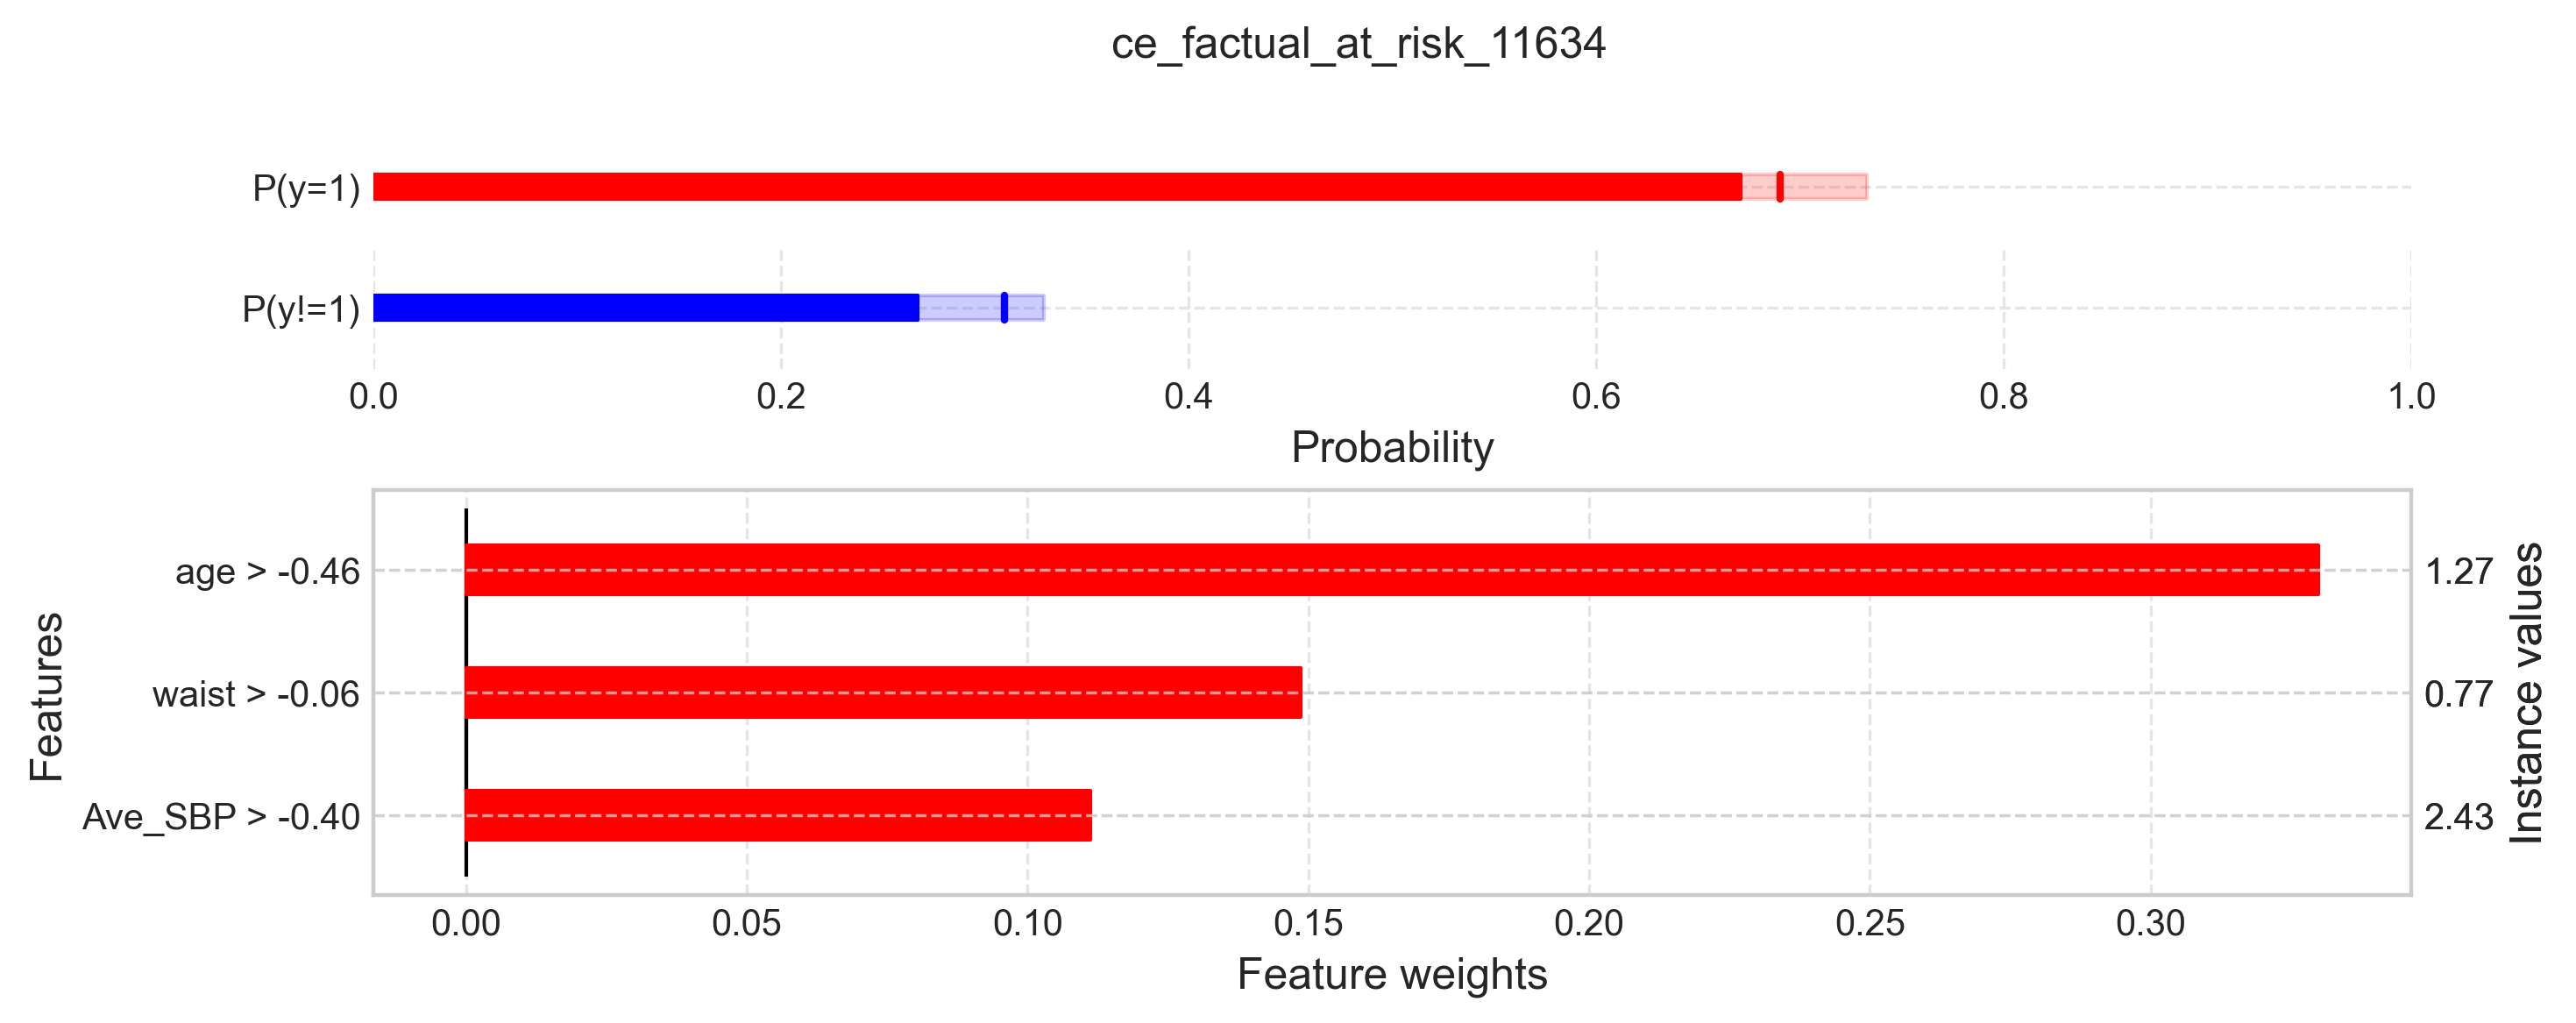 ce_factual_at_risk_11634
P(y=1)
P(y!=1)
0.0 0.2 0.4 0.6 0.8 1.0
Probability
Features
age > -0.46 1.27
waist > -0.06 0.77
Ave_SBP > -0.40 2.43
Instance values
0.00 0.05 0.10 0.15 0.20 0.25 0.30
Feature weights